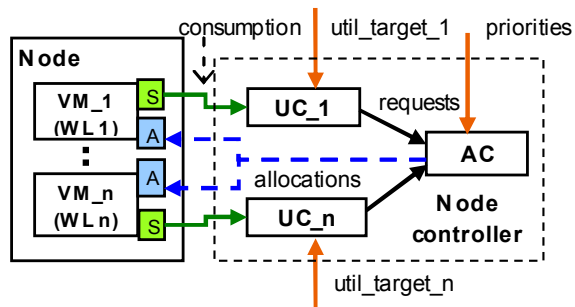 consumption
util_target_1
priorities
Node
VM_1
(WL1)
S
A
UC_1
requests
AC
:
A
VM_n
(WLn)
S
allocations
UC_n
Node
controller
util_target_n